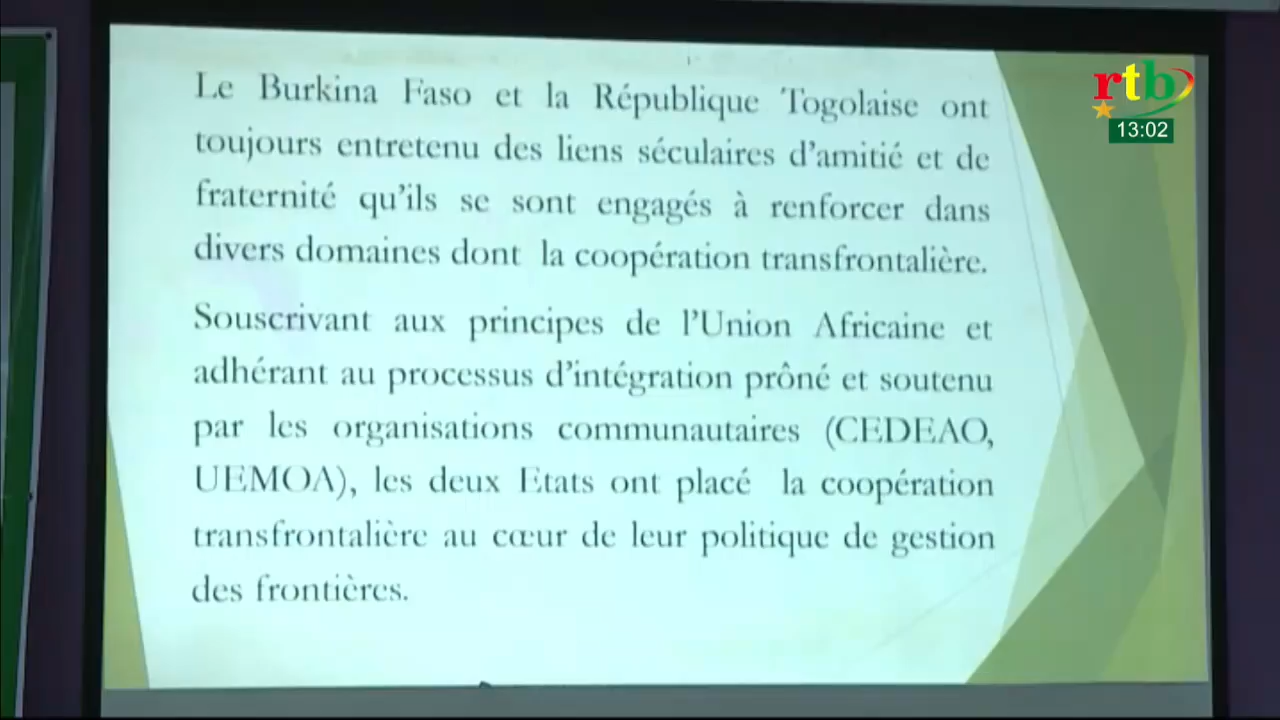 Le Burkina Faso et la République Togolaise ont
toujours entretenu des liens séculaires d'amitié et de
fraternité qu'ils se sont engagés à renforcer dans
divers domaines dont la coopération transfrontalière.
Souscrivant aux principes de l'Union Africaine et
adhérant au processus d'intégration prôné et soutenu
par les organisations communautaires (CEDEAO,
UEMOA), les deux Etats ont placé la coopération
transfrontalière au cœur de leur politique de gestion
des frontières.
rtb
13:02